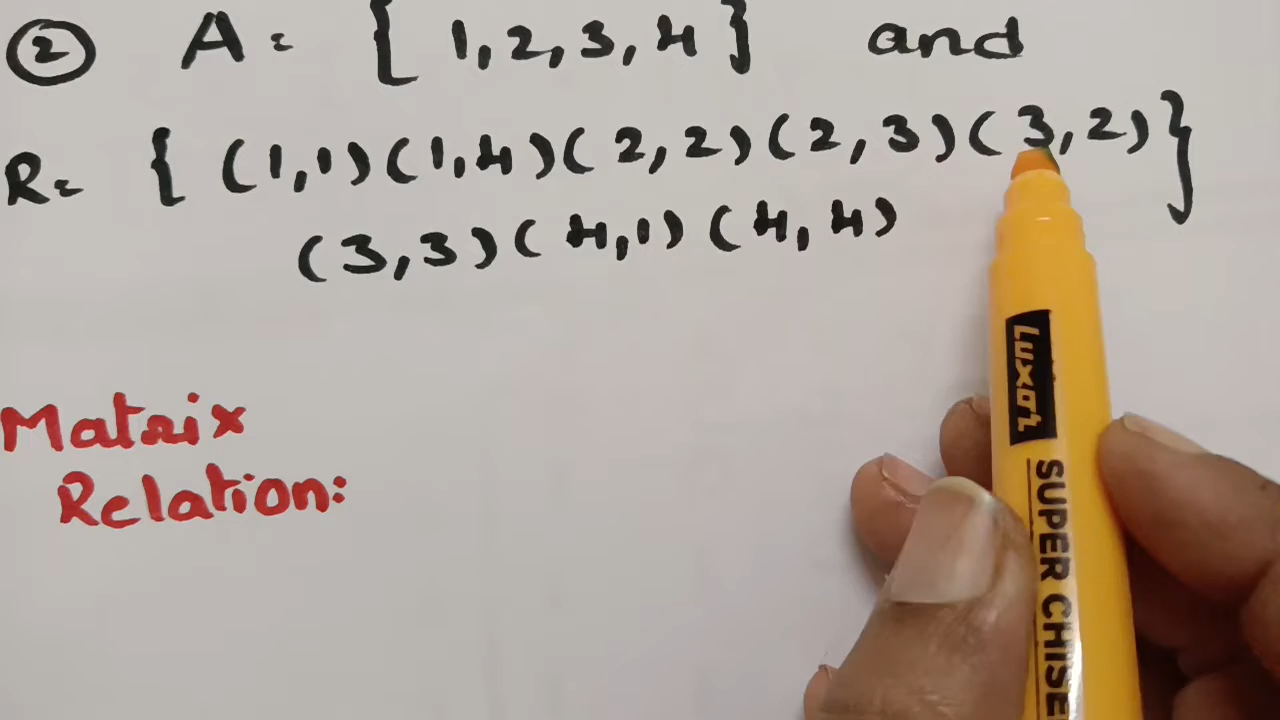 ② A = { 1,2,3,4 } and
R = { (1,1)(1,4)(2,2)(2,3)(3,2) }
(3,3)(4,1)(4,4)
Matrix
Relation:
Luxor
SUPER CHISE